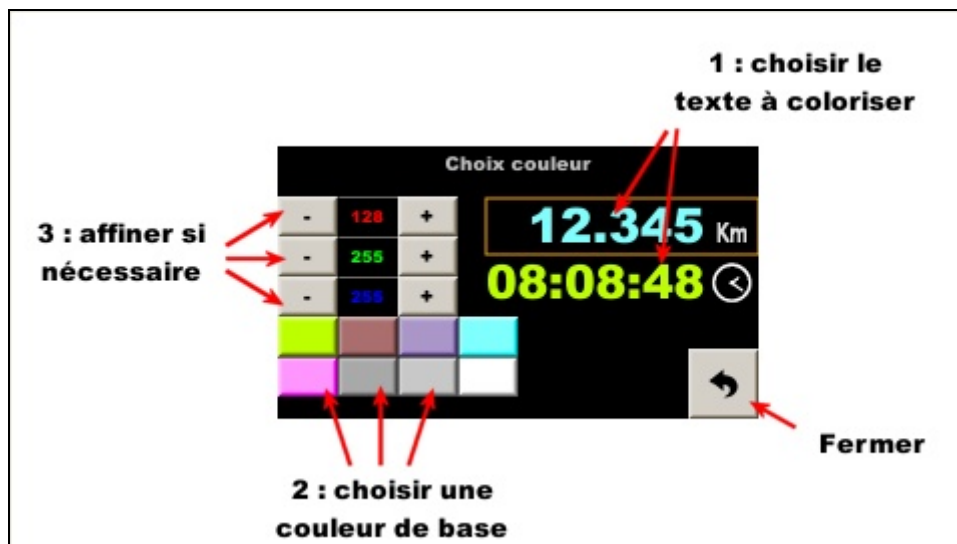 1 : choisir le
texte à coloriser
Choix couleur
- 128 +
- 255 +
- 255 +
12.345 Km
08:08:48
3 : affiner si
nécessaire
Fermer
2 : choisir une
couleur de base